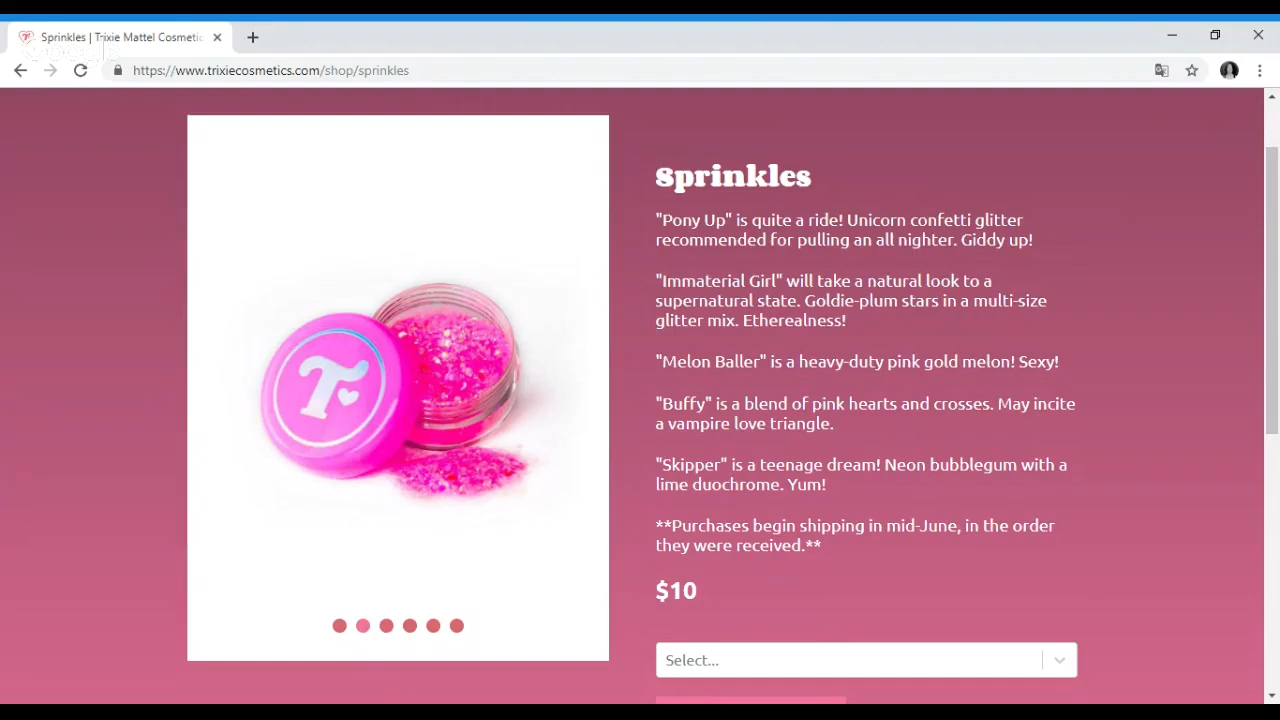 Sprinkles | Trixie Mattel Cosmetic
https://www.trixiecosmetics.com/shop/sprinkles
Sprinkles
"Pony Up" is quite a ride! Unicorn confetti glitter
recommended for pulling an all nighter. Giddy up!
"Immaterial Girl" will take a natural look to a
supernatural state. Goldie-plum stars in a multi-size
glitter mix. Etherealness!
"Melon Baller" is a heavy-duty pink gold melon! Sexy!
"Buffy" is a blend of pink hearts and crosses. May incite
a vampire love triangle.
"Skipper" is a teenage dream! Neon bubblegum with a
lime duochrome. Yum!
**Purchases begin shipping in mid-June, in the order
they were received.**
$10
Select...
T